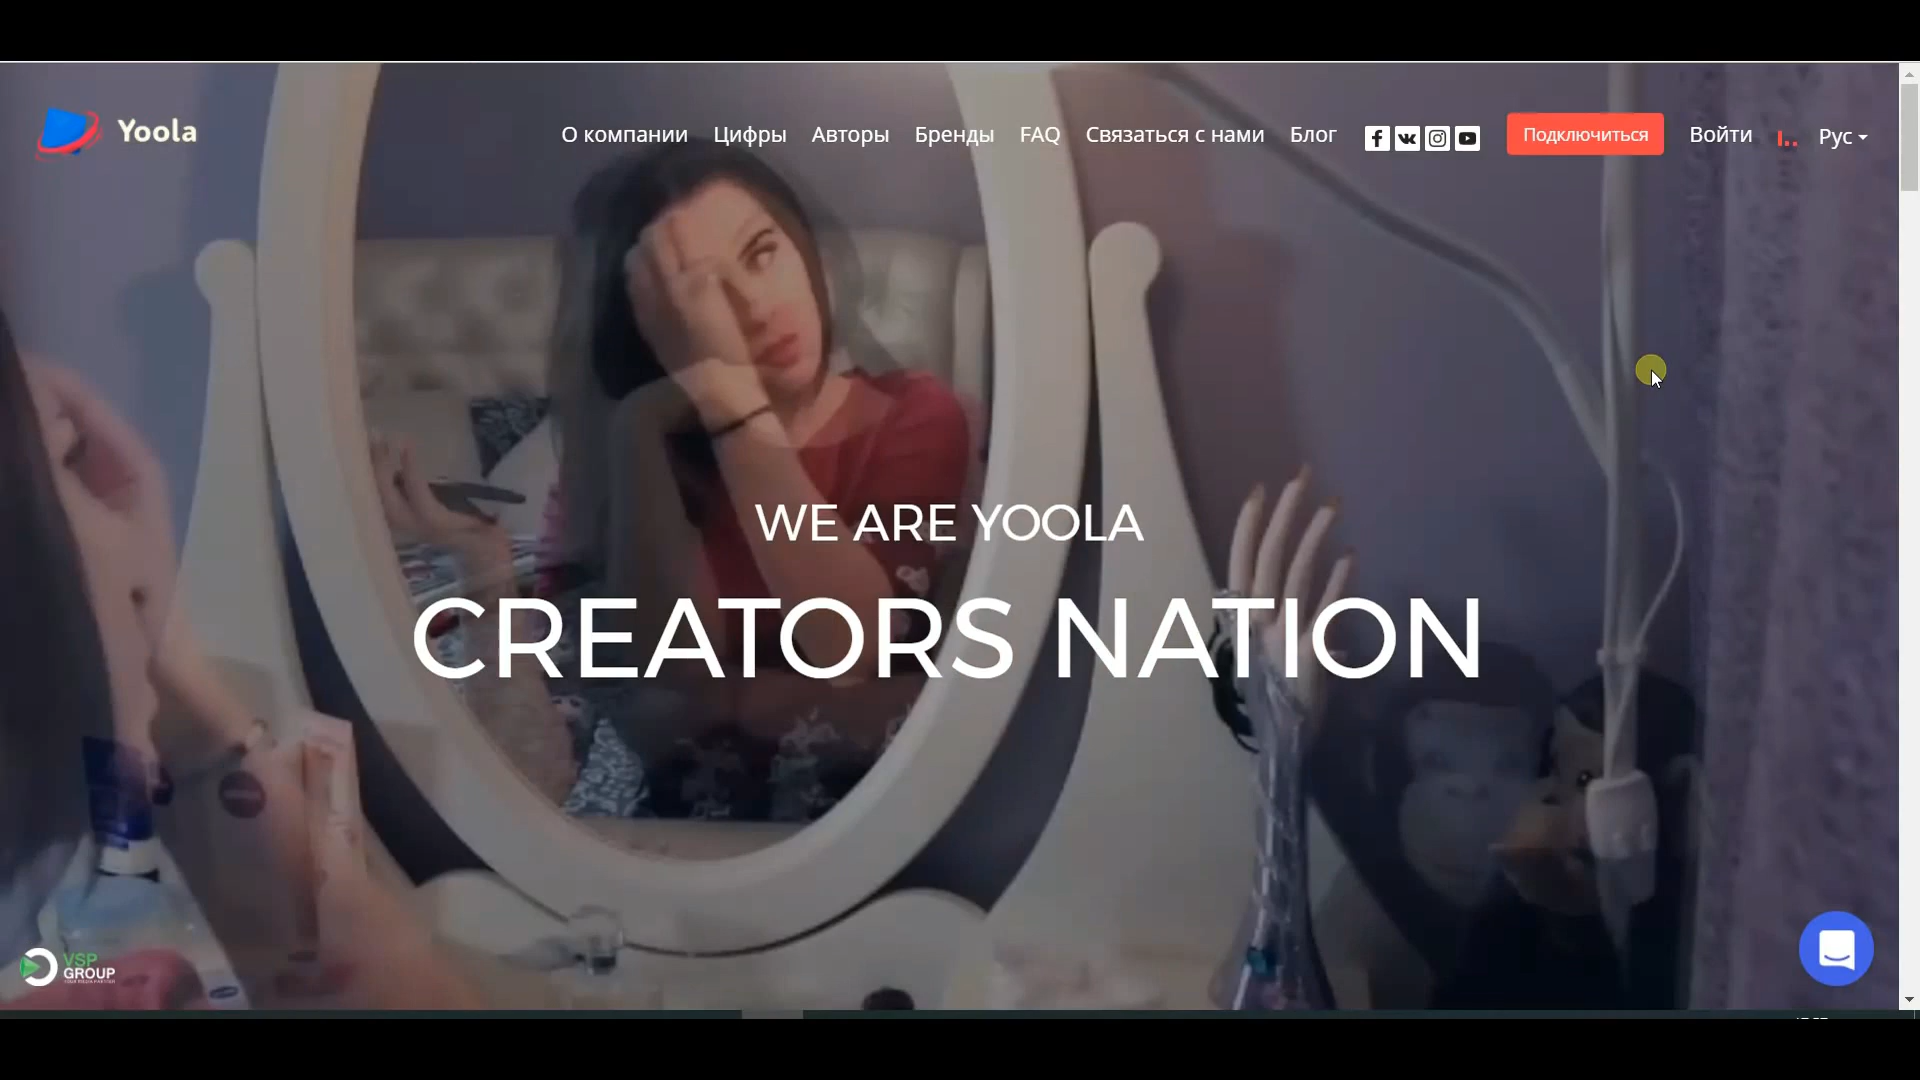 Yoola
О компании Цифры Авторы Бренды FAQ Связаться с нами Блог Подключиться Войти Рус
WE ARE YOOLA
CREATORS NATION
VSP
GROUP